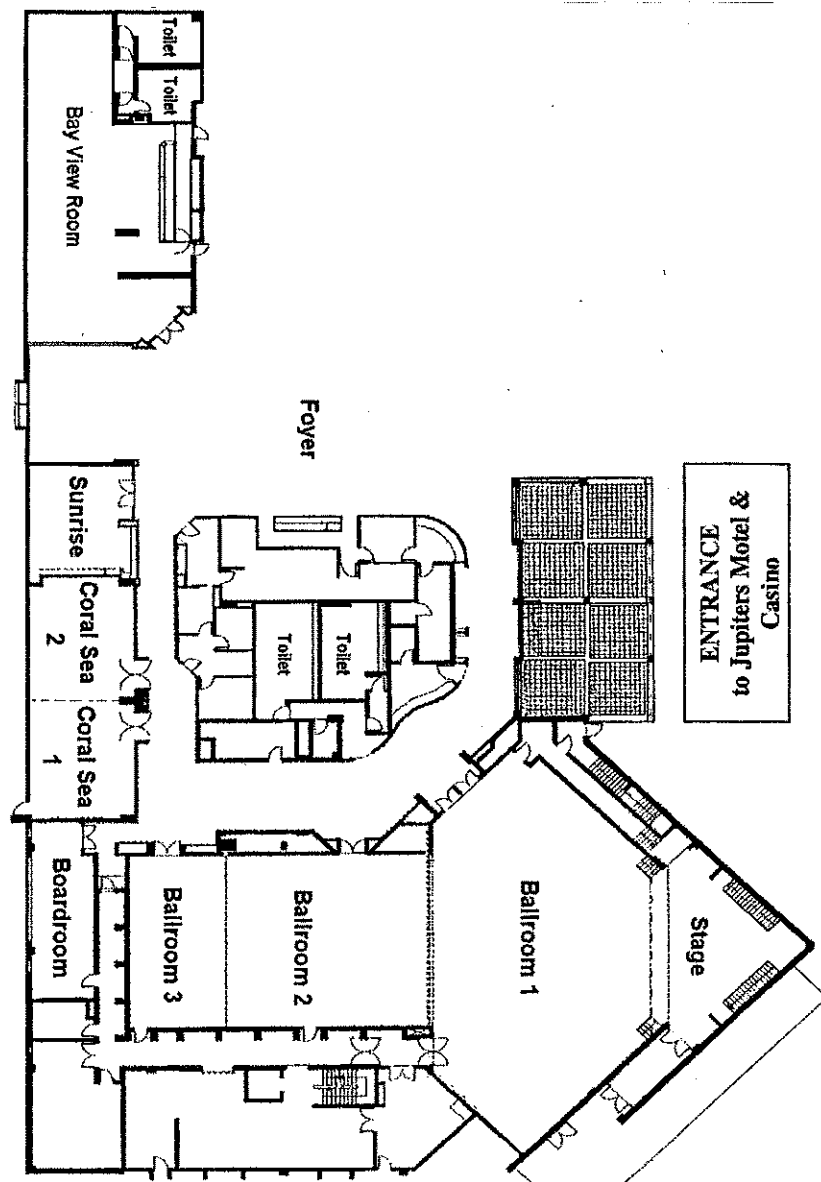 Toilet
Toilet
Bay View Room
Foyer
ENTRANCE
to Jupiters Motel &
Casino
Sunrise
Coral Sea
2
Coral Sea
1
Toilet
Toilet
Boardroom
Ballroom 3
Ballroom 2
Ballroom 1
Stage